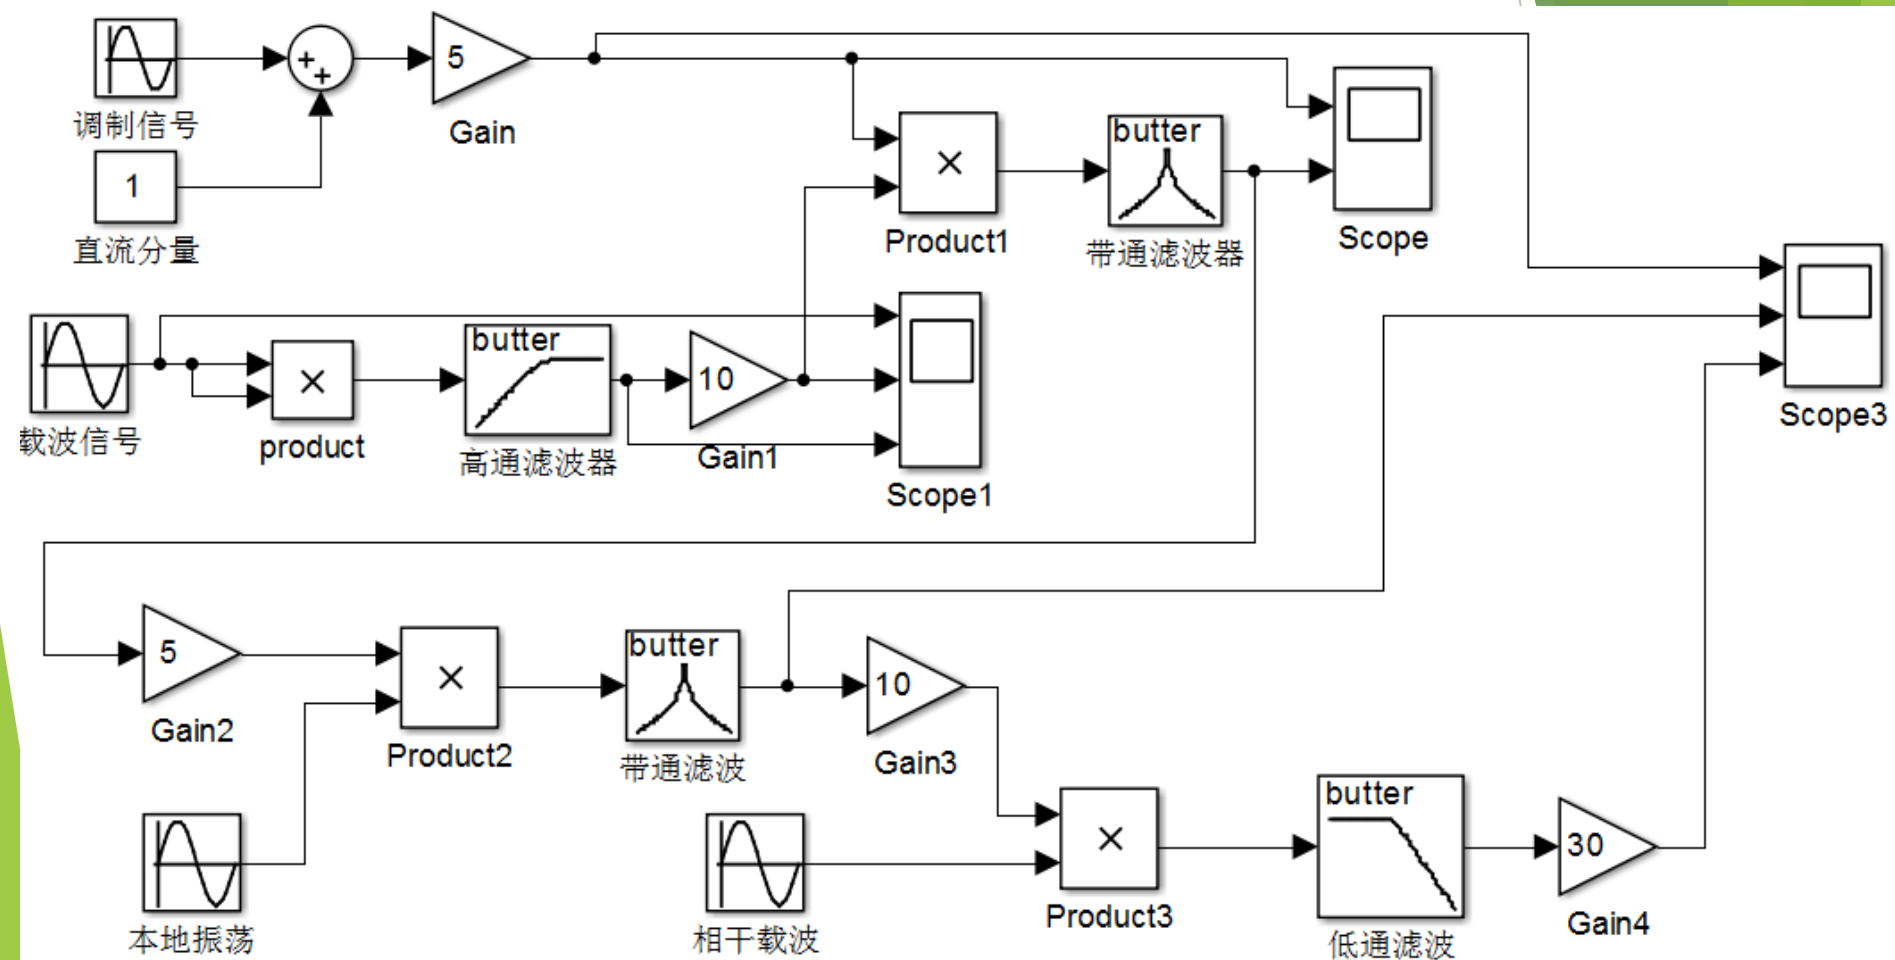 5
调制信号
Gain
butter
1
Product1
直流分量
带通滤波器
Scope
butter
10
载波信号
product
高通滤波器
Gain1
Scope1
Scope3
5
butter
10
Gain2
Product2
带通滤波
Gain3
butter
30
本地振荡
相干载波
Product3
低通滤波
Gain4